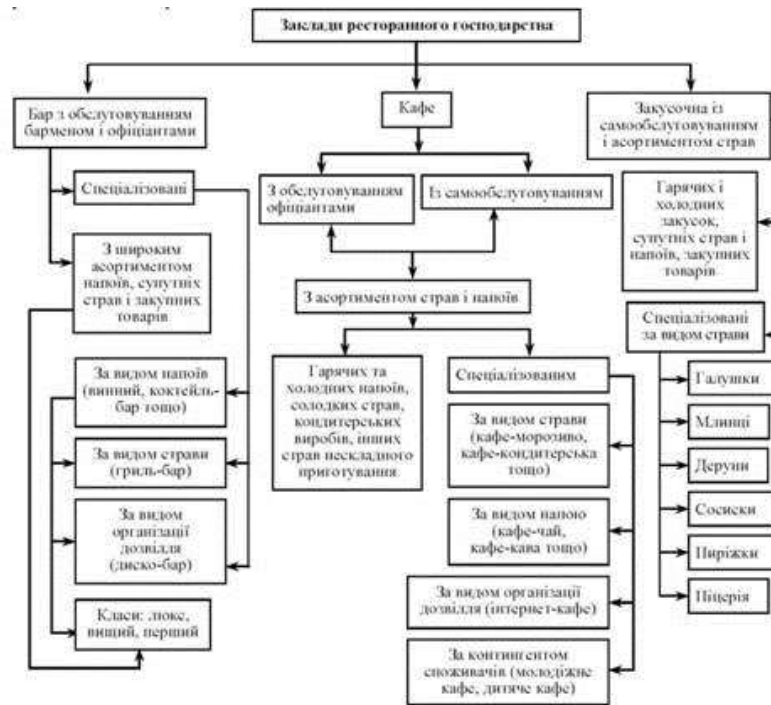 Заклади ресторанного господарства
Бар з обслуговуванням
барменом і офіціантами
Кафе
Закусочна із
самообслуговуванням
і асортиментом страв
Спеціалізовані
З обслуговуванням
офіціантами
Із самообслуговуванням
Гарячих і
холодних
закусок,
супутніх страв і
напоїв, закупних
товарів
З широким
асортиментом
напоїв, супутніх
страв і закупних
товарів
З асортиментом страв і напоїв
Спеціалізовані
за видом страви
За видом напоїв
(винний, коктейль-
бар тощо)
Гарячих та
холодних напоїв,
солодких страв,
кондитерських
виробів, інших
страв нескладного
приготування
Спеціалізованим
Галушки
За видом страви
(кафе-морозиво,
кафе-кондитерська
тощо)
Млинці
За видом страви
(гриль-бар)
Деруни
За видом
організації
дозвілля
(диско-бар)
За видом напою
(кафе-чай,
кафе-кава тощо)
Сосиски
Пиріжки
За видом організації
дозвілля (інтернет-кафе)
Піцерія
Класи: люкс,
вищий, перший
За контингентом
споживачів (молодіжне
кафе, дитяче кафе)